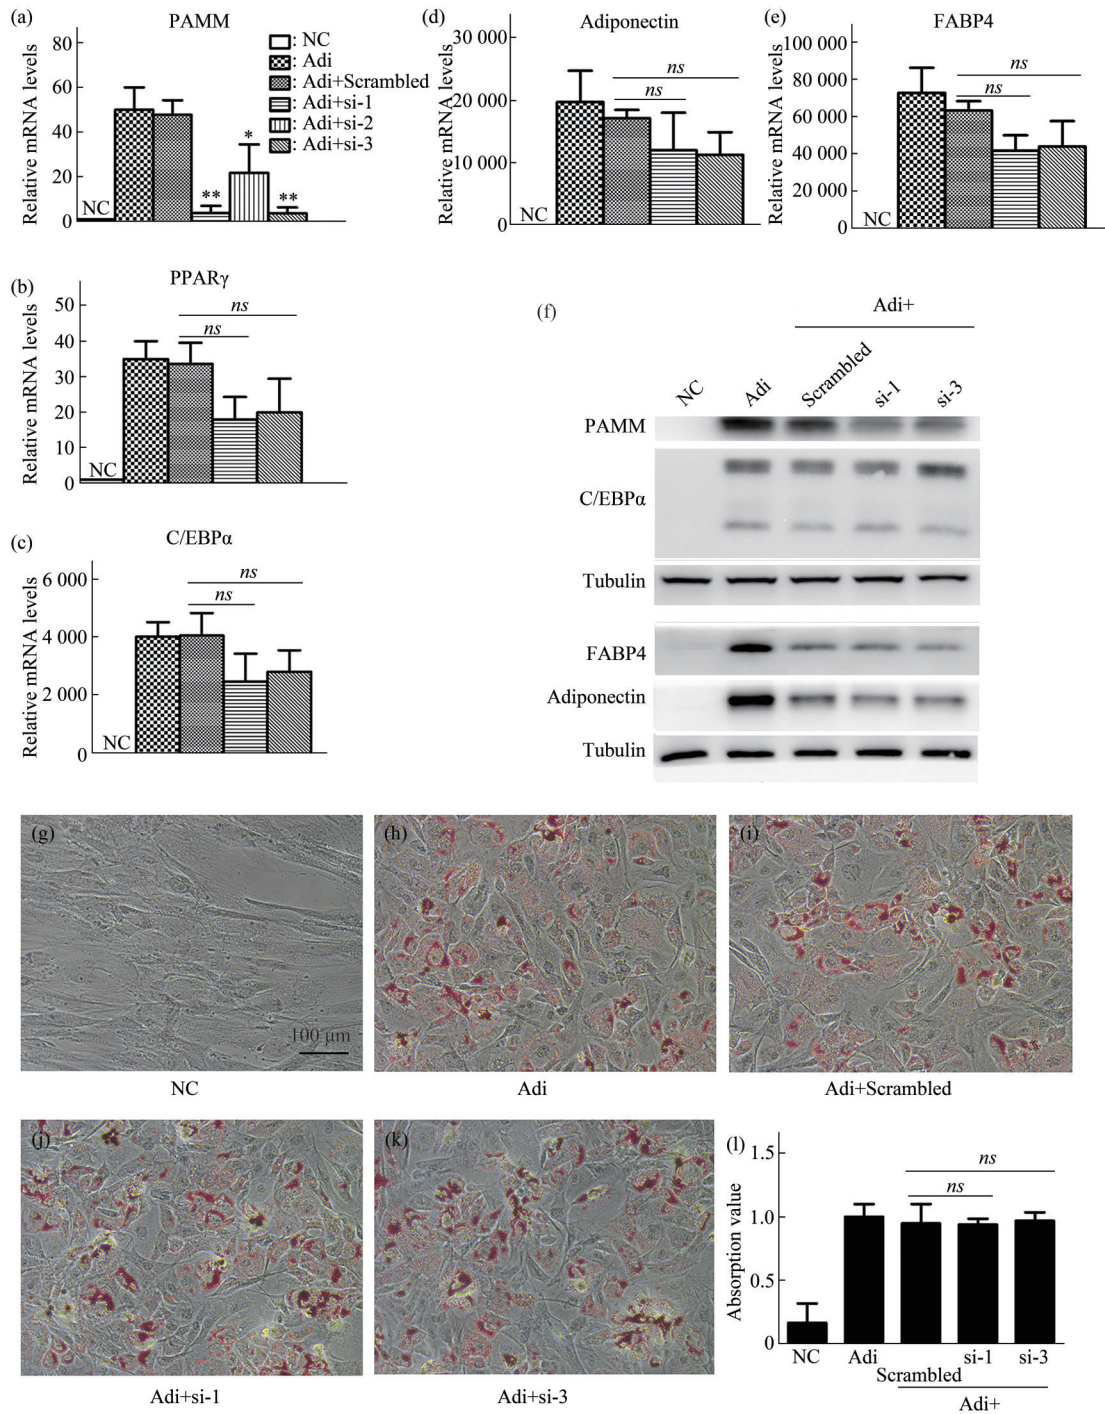 (a)
PAMM
Relative mRNA levels
80
60
40
20
0
NC
**
*
**
: NC
: Adi
: Adi+Scrambled
: Adi+si-1
: Adi+si-2
: Adi+si-3
(d)
Adiponectin
Relative mRNA levels
30 000
20 000
10 000
0
NC
ns
ns
(e)
FABP4
Relative mRNA levels
100 000
80 000
60 000
40 000
20 000
0
NC
ns
ns
(b)
PPARγ
Relative mRNA levels
50
40
30
20
10
0
NC
ns
ns
(c)
C/EBPα
Relative mRNA levels
6 000
4 000
2 000
0
NC
ns
ns
(f)
Adi+
NC
Adi
Scrambled
si-1
si-3
PAMM
C/EBPα
Tubulin
FABP4
Adiponectin
Tubulin
(g)
100 μm
NC
(h)
Adi
(i)
Adi+Scrambled
(j)
Adi+si-1
(k)
Adi+si-3
(l)
Absorption value
1.5
1.0
0.5
0
ns
ns
NC
Adi
Scrambled
si-1
si-3
Adi+